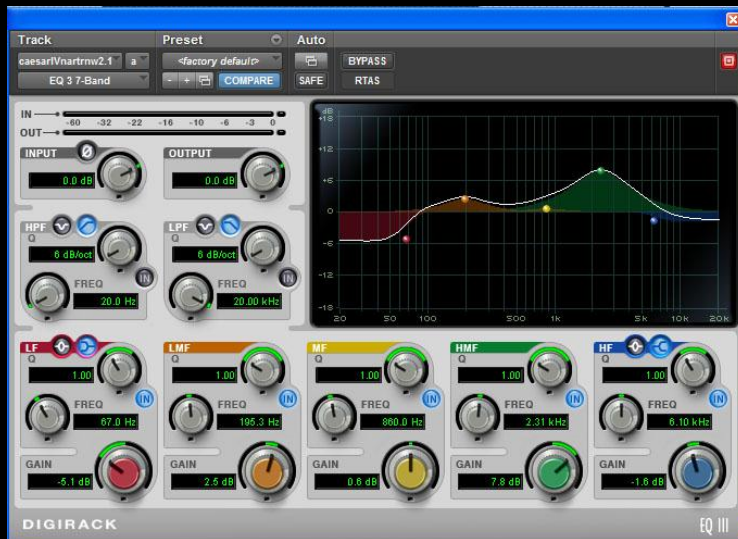 Track Preset Auto
caesarIVnartrnw2.1 a <factory default> BYPASS
EQ 3 7-Band - + COMPARE SAFE RTAS
IN -60 -32 -22 -16 -10 -6 -3 0
OUT
INPUT Ø OUTPUT
0.0 dB 0.0 dB
HPF LPF
Q Q
6 dB/oct 6 dB/oct
FREQ IN FREQ IN
20.0 Hz 20.00 kHz
dB
+18
+12
+6
0
-6
-12
-18
20 50 100 500 1k 5k 10k 20k
LF LMF MF HMF HF
Q Q Q Q Q
1.00 1.00 1.00 1.00 1.00
FREQ IN FREQ IN FREQ IN FREQ IN FREQ IN
67.0 Hz 195.3 Hz 860.0 Hz 2.31 kHz 6.10 kHz
GAIN GAIN GAIN GAIN GAIN
-5.1 dB 2.5 dB 0.6 dB 7.8 dB -1.6 dB
DIGIRACK EQ III